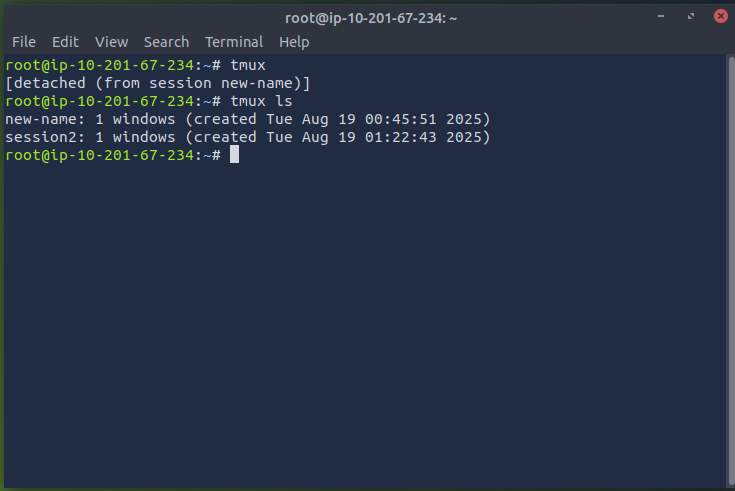 root@ip-10-201-67-234: ~
File Edit View Search Terminal Help
root@ip-10-201-67-234:~# tmux
[detached (from session new-name)]
root@ip-10-201-67-234:~# tmux ls
new-name: 1 windows (created Tue Aug 19 00:45:51 2025)
session2: 1 windows (created Tue Aug 19 01:22:43 2025)
root@ip-10-201-67-234:~#